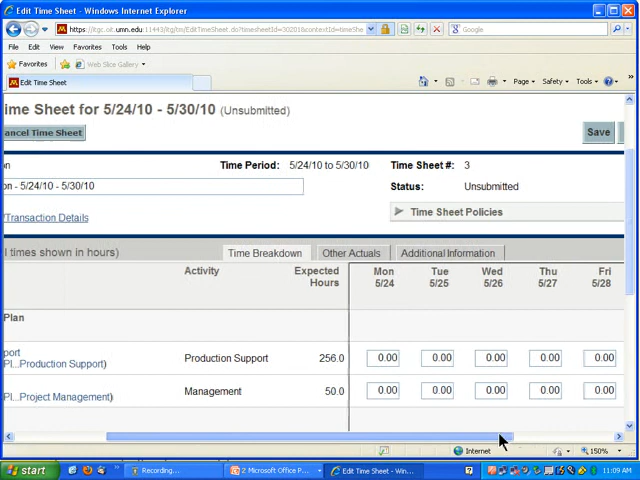 Edit Time Sheet - Windows Internet Explorer
https://itgc.oit.umn.edu:11443/itg/tm/EditTimeSheet.do?timesheetId=30201&contextId=timeShe
Google
File Edit View Favorites Tools Help
Favorites Web Slice Gallery
Edit Time Sheet Page Safety Tools
ime Sheet for 5/24/10 - 5/30/10 (Unsubmitted)
ancel Time Sheet Save
on Time Period: 5/24/10 to 5/30/10 Time Sheet #: 3
on - 5/24/10 - 5/30/10 Status: Unsubmitted
/Transaction Details Time Sheet Policies
l times shown in hours) Time Breakdown Other Actuals Additional Information
Activity Expected Hours Mon 5/24 Tue 5/25 Wed 5/26 Thu 5/27 Fri 5/28
Plan
port
PI...Production Support) Production Support 256.0 0.00 0.00 0.00 0.00 0.00
PI...Project Management) Management 50.0 0.00 0.00 0.00 0.00 0.00
Internet 150%
start Recording... 2 Microsoft Office P... Edit Time Sheet - Win... 11:09 AM